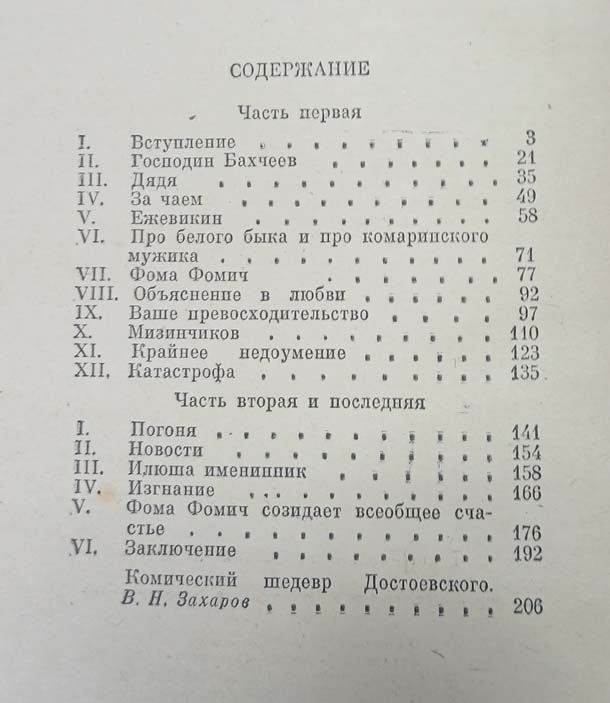 СОДЕРЖАНИЕ
Часть первая
I. Вступление . . . . . . . . . 3
II. Господин Бахчеев . . . . . . . 21
III. Дядя . . . . . . . . . . . 35
IV. За чаем . . . . . . . . . . 49
V. Ежевикин . . . . . . . . . 58
VI. Про белого быка и про комаринского
мужика . . . . . . . . . . . 71
VII. Фома Фомич . . . . . . . 77
VIII. Объяснение в любви . . . . . . 92
IX. Ваше превосходительство . . . . 97
X. Мизинчиков . . . . . . . . 110
XI. Крайнее недоумение . . . . . . 123
XII. Катастрофа . . . . . . . . . 135
Часть вторая и последняя
I. Погоня . . . . . . . . . . . 141
II. Новости . . . . . . . . . . 154
III. Илюша именинник . . . . . . 158
IV. Изгнание . . . . . . . . . . 166
V. Фома Фомич созидает всеобщее сча-
стье . . . . . . . . . . . . 176
VI. Заключение . . . . . . . . . 192
Комический шедевр Достоевского.
В. Н. Захаров . . . . . . . . . 206